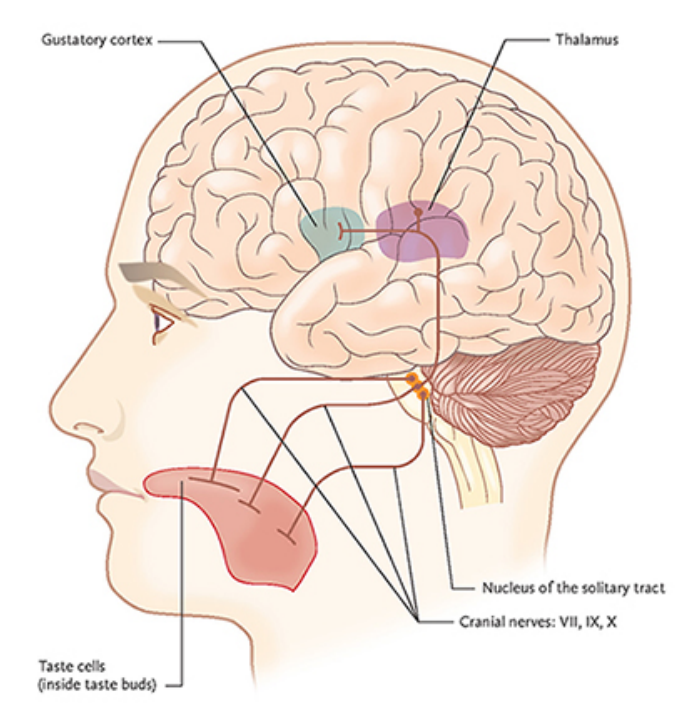 Gustatory cortex
Thalamus
Nucleus of the solitary tract
Cranial nerves: VII, IX, X
Taste cells
(inside taste buds)